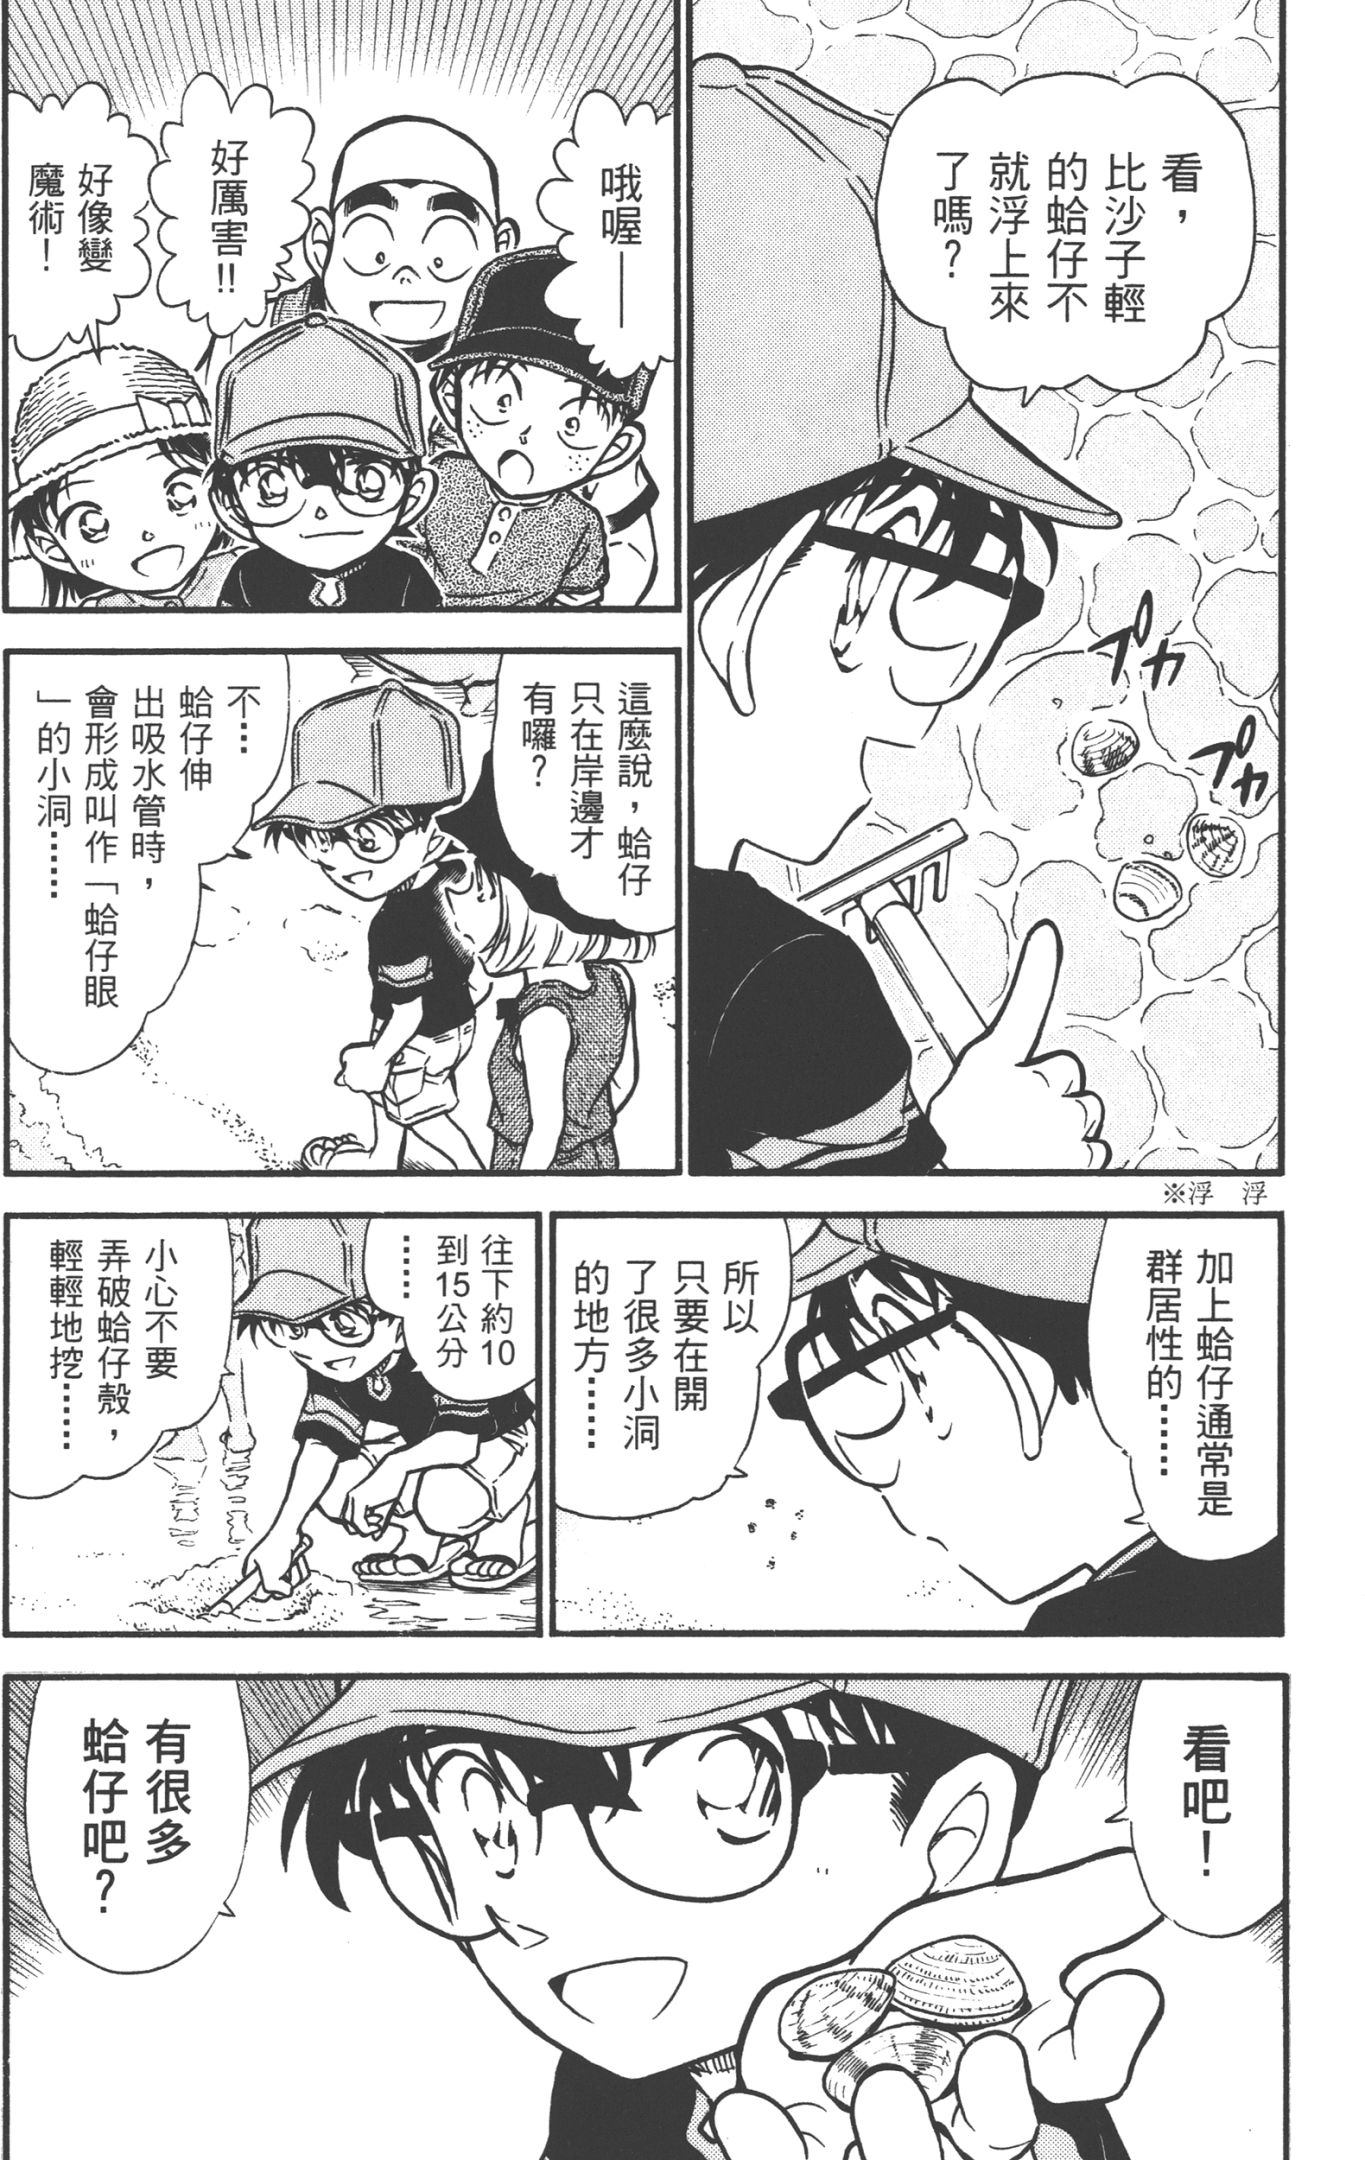 看，
比沙子輕
的蛤仔不
就浮上來
了嗎？
プカ
プカ
※浮　浮
哦喔——
好厲害!!
好像變
魔術！
這麼說，蛤仔
只在岸邊才
有囉？
不…
蛤仔伸
出吸水管時，
會形成叫作「蛤仔眼
」的小洞……
加上蛤仔通常是
群居性的……
所以
只要在開
了很多小洞
的地方……
往下約10
到15公分
……
小心不要
弄破蛤仔殼，
輕輕地挖……
看吧！
有很多
蛤仔吧？